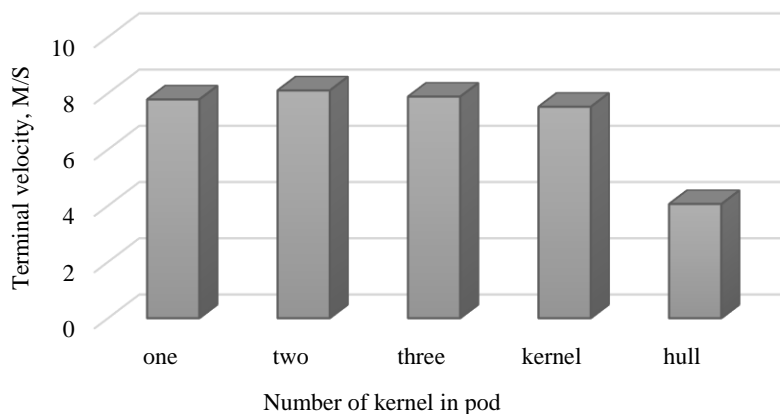 Terminal velocity, M/S
10
8
6
4
2
0
one two three kernel hull
Number of kernel in pod